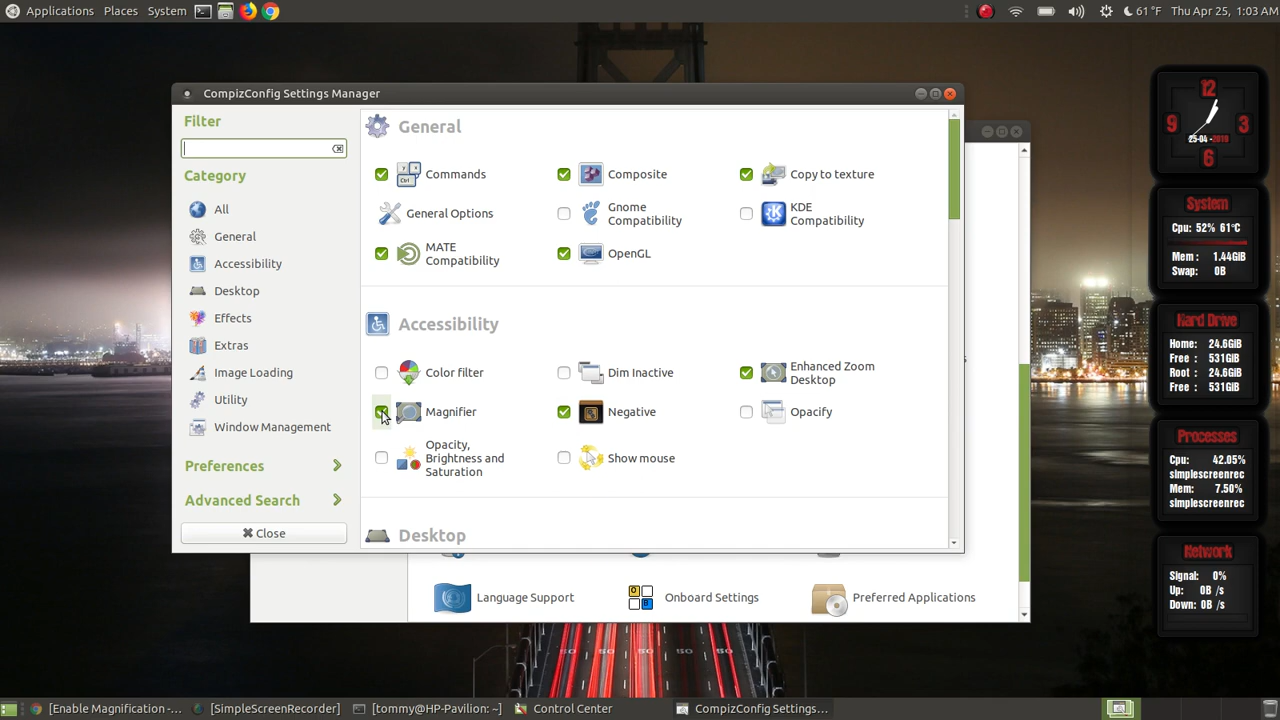 Applications Places System 61 °F Thu Apr 25, 1:03 AM
CompizConfig Settings Manager
Filter
Category
All
General
Accessibility
Desktop
Effects
Extras
Image Loading
Utility
Window Management
Preferences
Advanced Search
Close
General
Commands
Composite
Copy to texture
General Options
Gnome
Compatibility
KDE
Compatibility
MATE
Compatibility
OpenGL
Accessibility
Color filter
Dim Inactive
Enhanced Zoom
Desktop
Magnifier
Negative
Opacify
Opacity,
Brightness and
Saturation
Show mouse
Desktop
Language Support
Onboard Settings
Preferred Applications
12
9 3
25-04-2019
6
System
Cpu: 52% 61°C
Mem : 1.44GiB
Swap: 0B
Hard Drive
Home: 24.6GiB
Free : 531GiB
Root: 24.6GiB
Free : 531GiB
Processes
Cpu: 42.05%
simplescreenrec
Mem: 7.50%
simplescreenrec
Network
Signal: 0%
Up: 0B /s
Down: 0B /s
[Enable Magnification -... [SimpleScreenRecorder] [tommy@HP-Pavilion: ~] Control Center CompizConfig Settings...